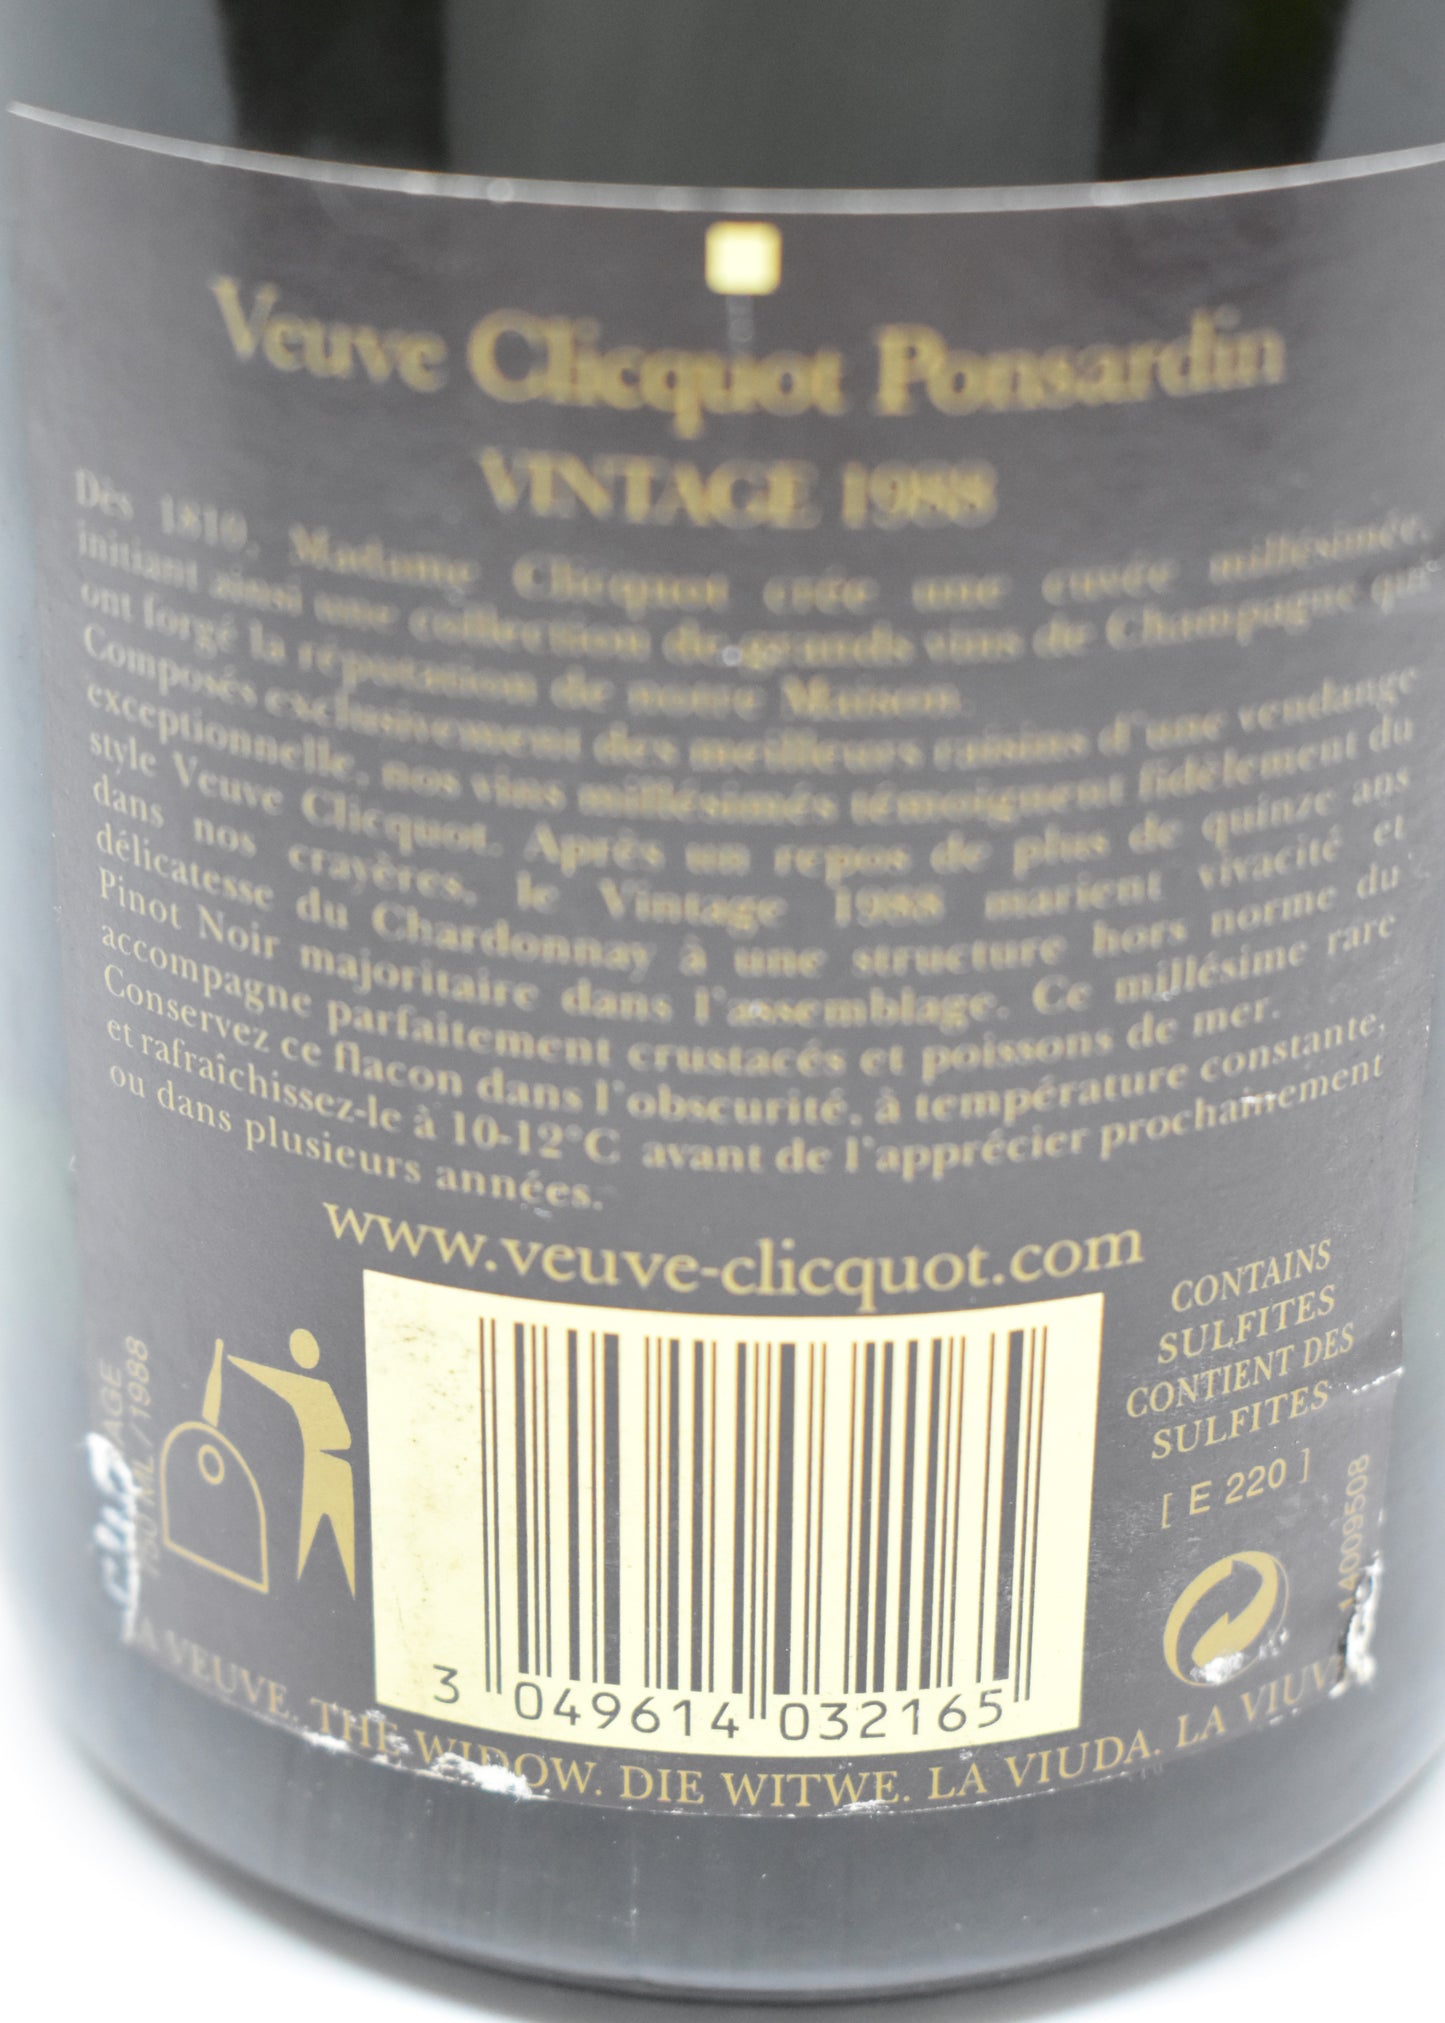 Veuve Clicquot Ponsardin
VINTAGE 1988
Dès 1810, Madame Clicquot crée une cuvée millésimée,
initiant ainsi une collection de grands vins de Champagne qui
ont forgé la réputation de notre Maison.
Composés exclusivement des meilleurs raisins d'une vendange
exceptionnelle, nos vins millésimés témoignent fidèlement du
style Veuve Clicquot. Après un repos de plus de quinze ans
dans nos crayères, le Vintage 1988 marient vivacité et
délicatesse du Chardonnay à une structure hors norme du
Pinot Noir majoritaire dans l'assemblage. Ce millésime rare
accompagne parfaitement crustacés et poissons de mer.
Conservez ce flacon dans l'obscurité, à température constante,
et rafraîchissez-le à 10-12°C avant de l'apprécier prochainement
ou dans plusieurs années.
www.veuve-clicquot.com
CONTAINS
SULFITES
CONTIENT DES
SULFITES
[ E 220 ]
14009508
AGE
ML /1988
3 049614 032165
A VEUVE. THE WIDOW. DIE WITWE. LA VIUDA. LA VIUV